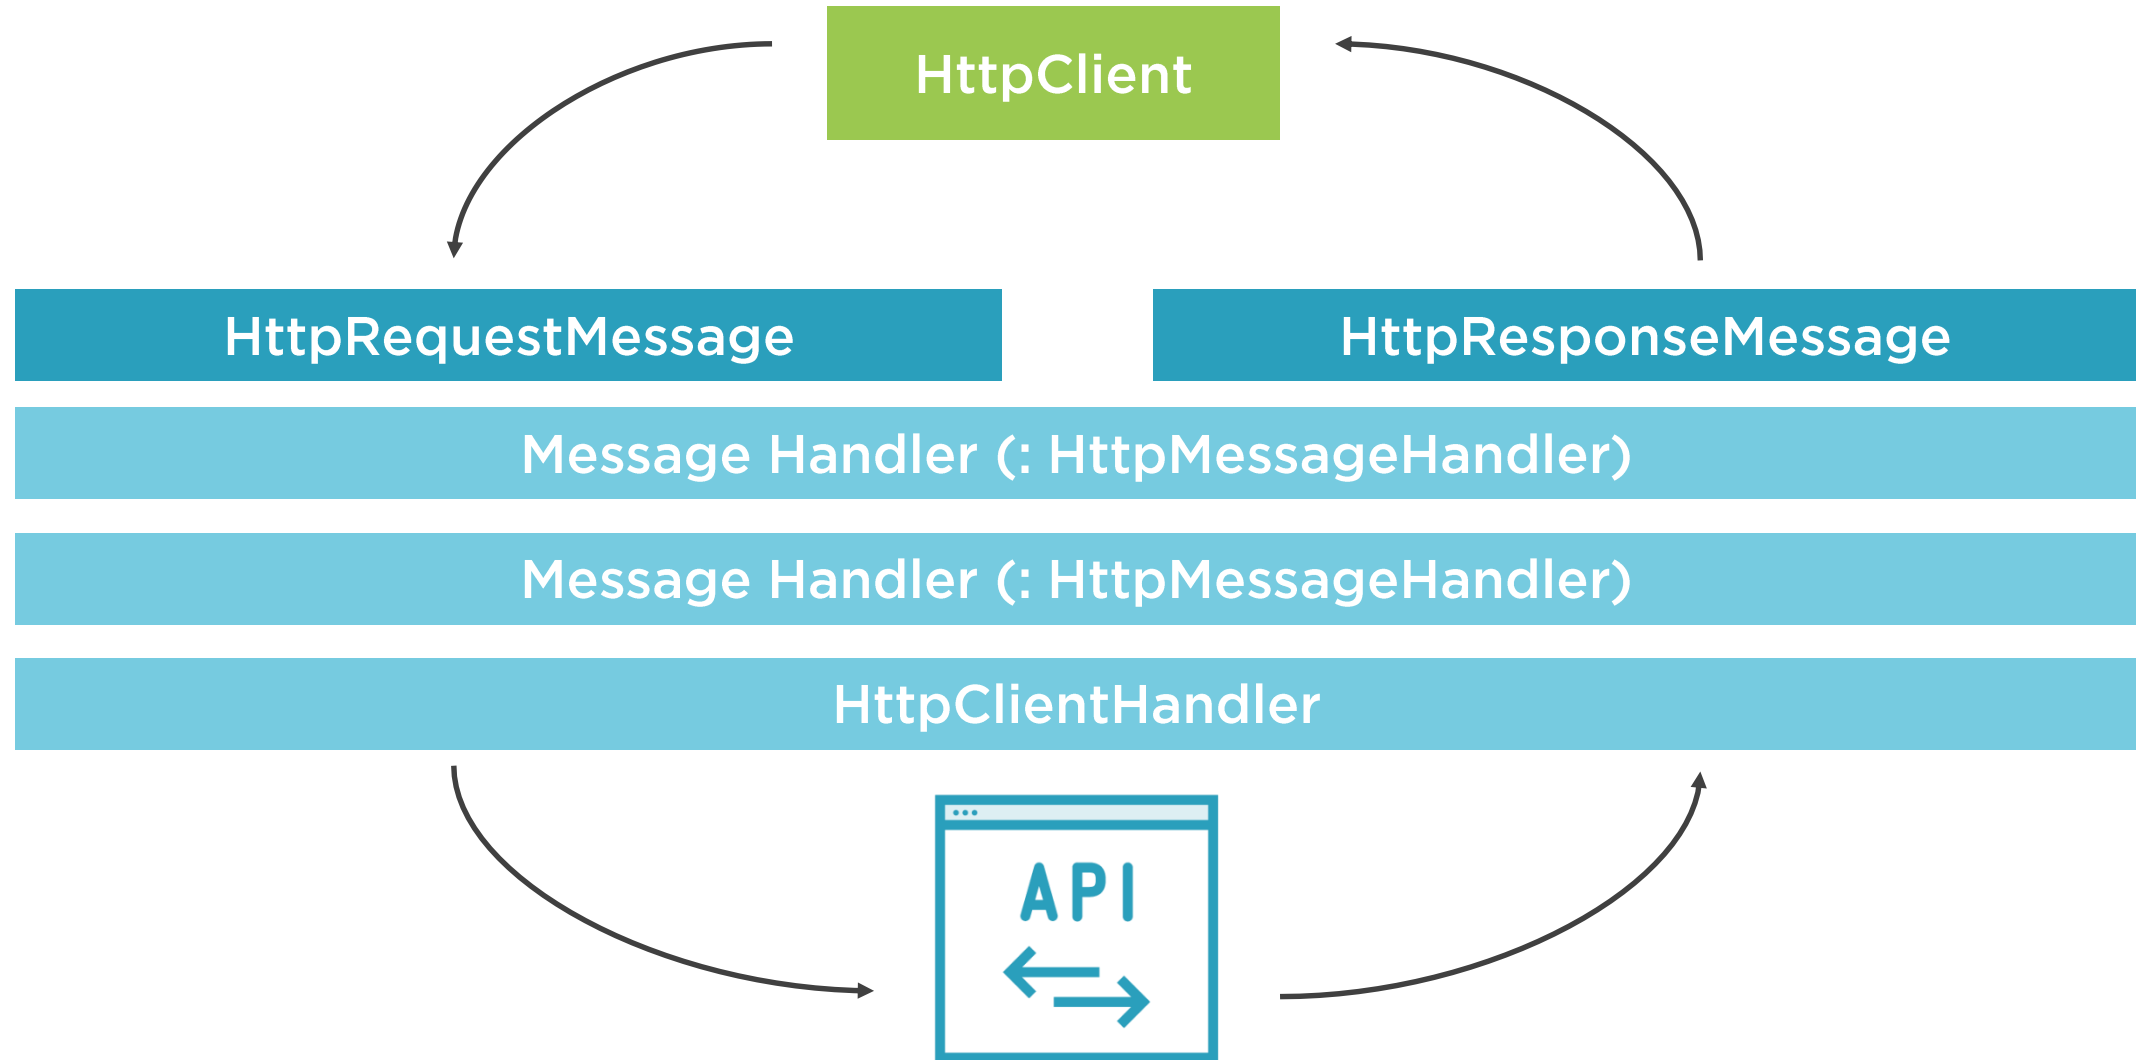 HttpClient
HttpRequestMessage
HttpResponseMessage
Message Handler (: HttpMessageHandler)
Message Handler (: HttpMessageHandler)
HttpClientHandler
API